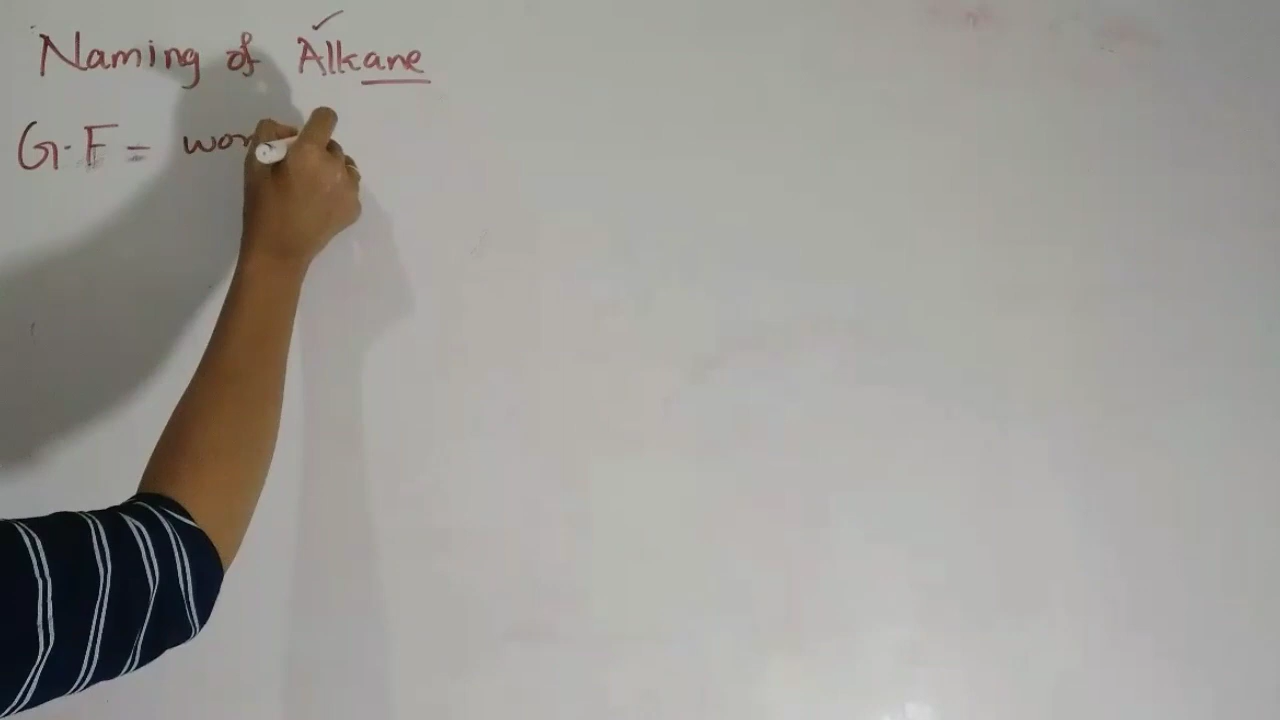 Naming of Alkane
G.F = wor